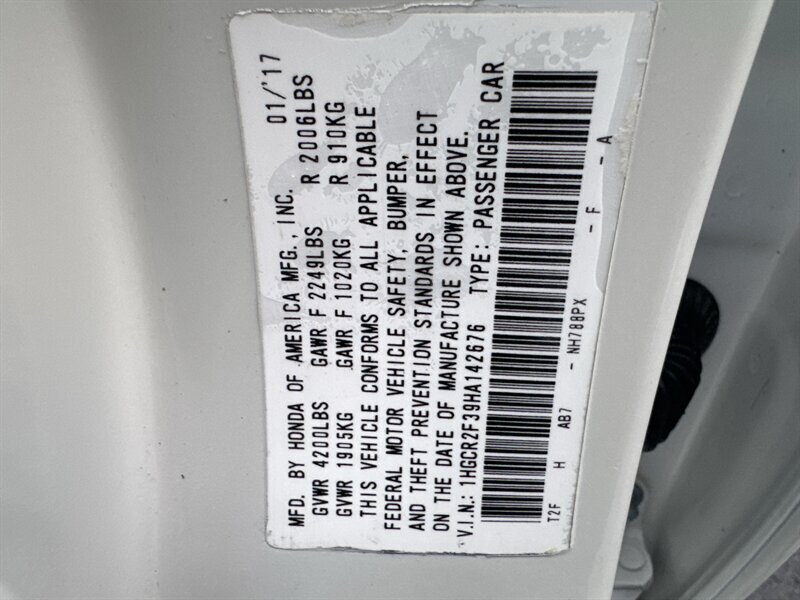 MFD. BY HONDA OF AMERICA MFG., INC. 01/'17
GVWR 4200LBS GAWR F 2249LBS R 2006LBS
GVWR 1905KG GAWR F 1020KG R 910KG
THIS VEHICLE CONFORMS TO ALL APPLICABLE
FEDERAL MOTOR VEHICLE SAFETY, BUMPER,
AND THEFT PREVENTION STANDARDS IN EFFECT
ON THE DATE OF MANUFACTURE SHOWN ABOVE.
V.I.N.: 1HGCR2F39HA142676 TYPE: PASSENGER CAR
T2F H AB7 - NH788PX - F - A